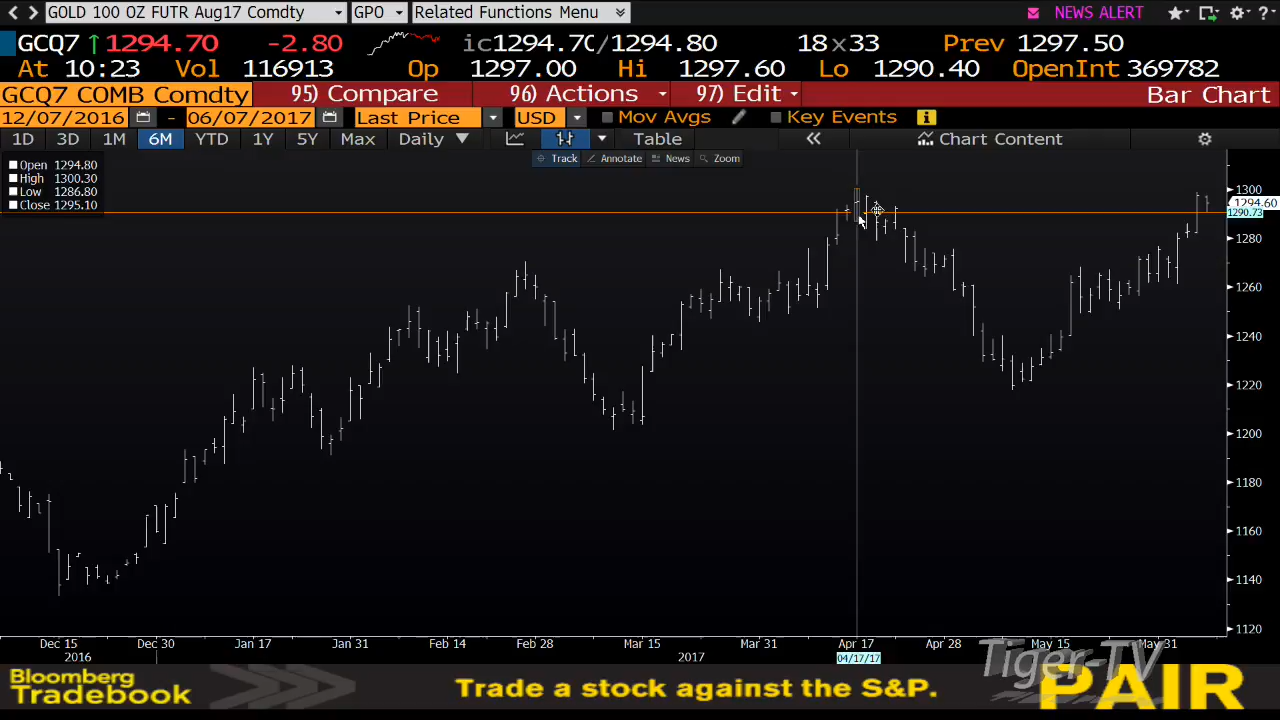 GOLD 100 OZ FUTR Aug17 Comdty GPO Related Functions Menu NEWS ALERT
GCQ7 ↑1294.70 -2.80 ic1294.70/1294.80 18x33 Prev 1297.50
At 10:23 Vol 116913 Op 1297.00 Hi 1297.60 Lo 1290.40 OpenInt 369782
GCQ7 COMB Comdty 95) Compare 96) Actions 97) Edit Bar Chart
12/07/2016 - 06/07/2017 Last Price USD Mov Avgs Key Events
1D 3D 1M 6M YTD 1Y 5Y Max Daily ▼ Table « Chart Content
Track Annotate News Zoom
Open 1294.80
High 1300.30
Low 1286.80
Close 1295.10
1300
1294.60
1290.73
1280
1260
1240
1220
1200
1180
1160
1140
1120
Dec 15 Dec 30 Jan 17 Jan 31 Feb 14 Feb 28 Mar 15 Mar 31 Apr 17 Apr 28 May 15 May 31
2016 2017 04/17/17
Tiger-TV
Bloomberg
Tradebook
Trade a stock against the S&P.
PAIR